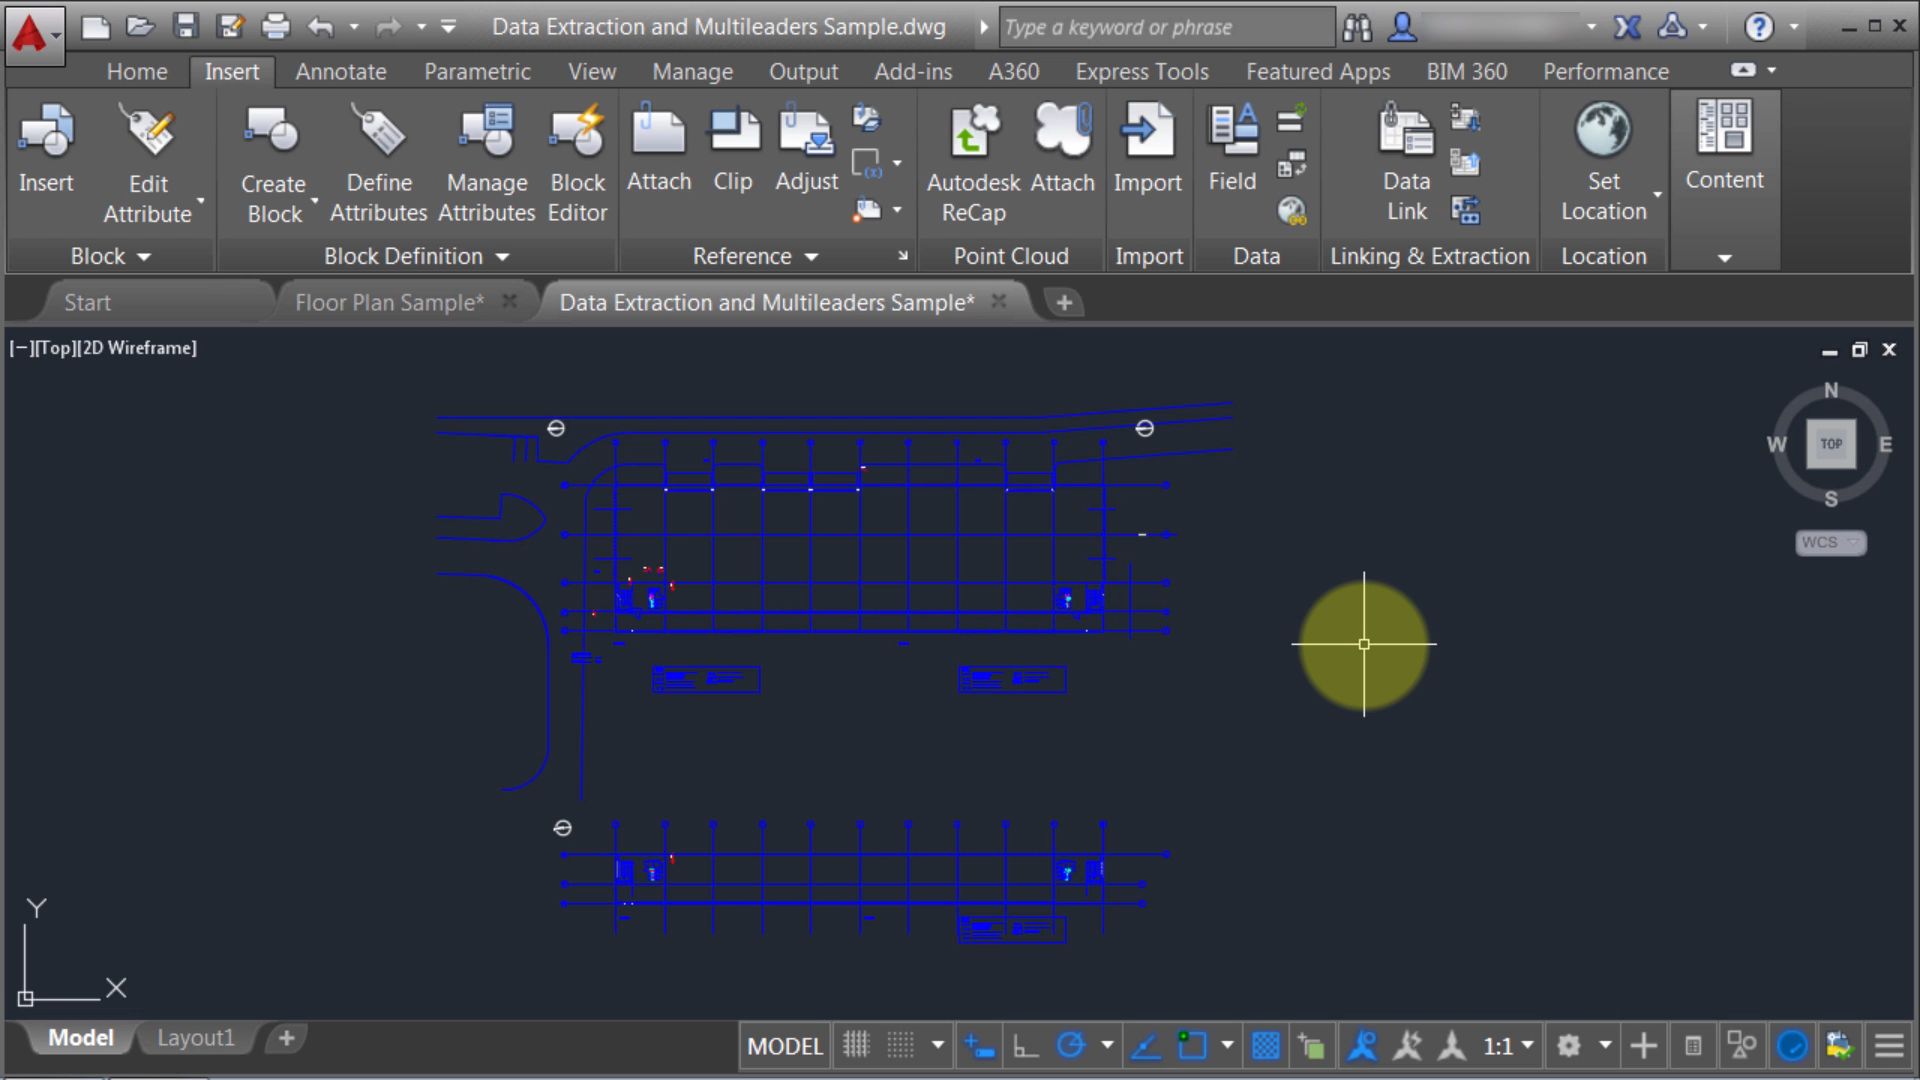 Data Extraction and Multileaders Sample.dwg
Type a keyword or phrase
Home Insert Annotate Parametric View Manage Output Add-ins A360 Express Tools Featured Apps BIM 360 Performance
Insert
Edit
Attribute
Create
Block
Define
Attributes
Manage
Attributes
Block
Editor
Attach
Clip
Adjust
Autodesk
ReCap
Attach
Import
Field
Data
Link
Set
Location
Content
Block
Block Definition
Reference
Point Cloud
Import
Data
Linking & Extraction
Location
Start
Floor Plan Sample*
Data Extraction and Multileaders Sample*
[−][Top][2D Wireframe]
N
W
TOP
E
S
WCS
Y
X
Model
Layout1
MODEL
1:1